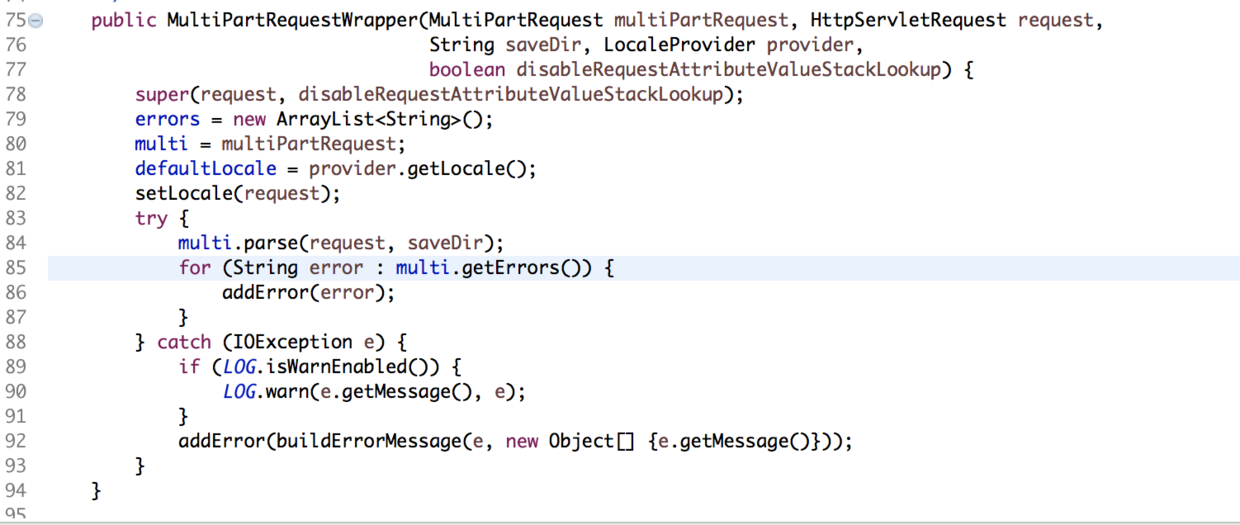 75 public MultiPartRequestWrapper(MultiPartRequest multiPartRequest, HttpServletRequest request,
76 String saveDir, LocaleProvider provider,
77 boolean disableRequestAttributeValueStackLookup) {
78 super(request, disableRequestAttributeValueStackLookup);
79 errors = new ArrayList<String>();
80 multi = multiPartRequest;
81 defaultLocale = provider.getLocale();
82 setLocale(request);
83 try {
84 multi.parse(request, saveDir);
85 for (String error : multi.getErrors()) {
86 addError(error);
87 }
88 } catch (IOException e) {
89 if (LOG.isWarnEnabled()) {
90 LOG.warn(e.getMessage(), e);
91 }
92 addError(buildErrorMessage(e, new Object[] {e.getMessage()}));
93 }
94 }
95